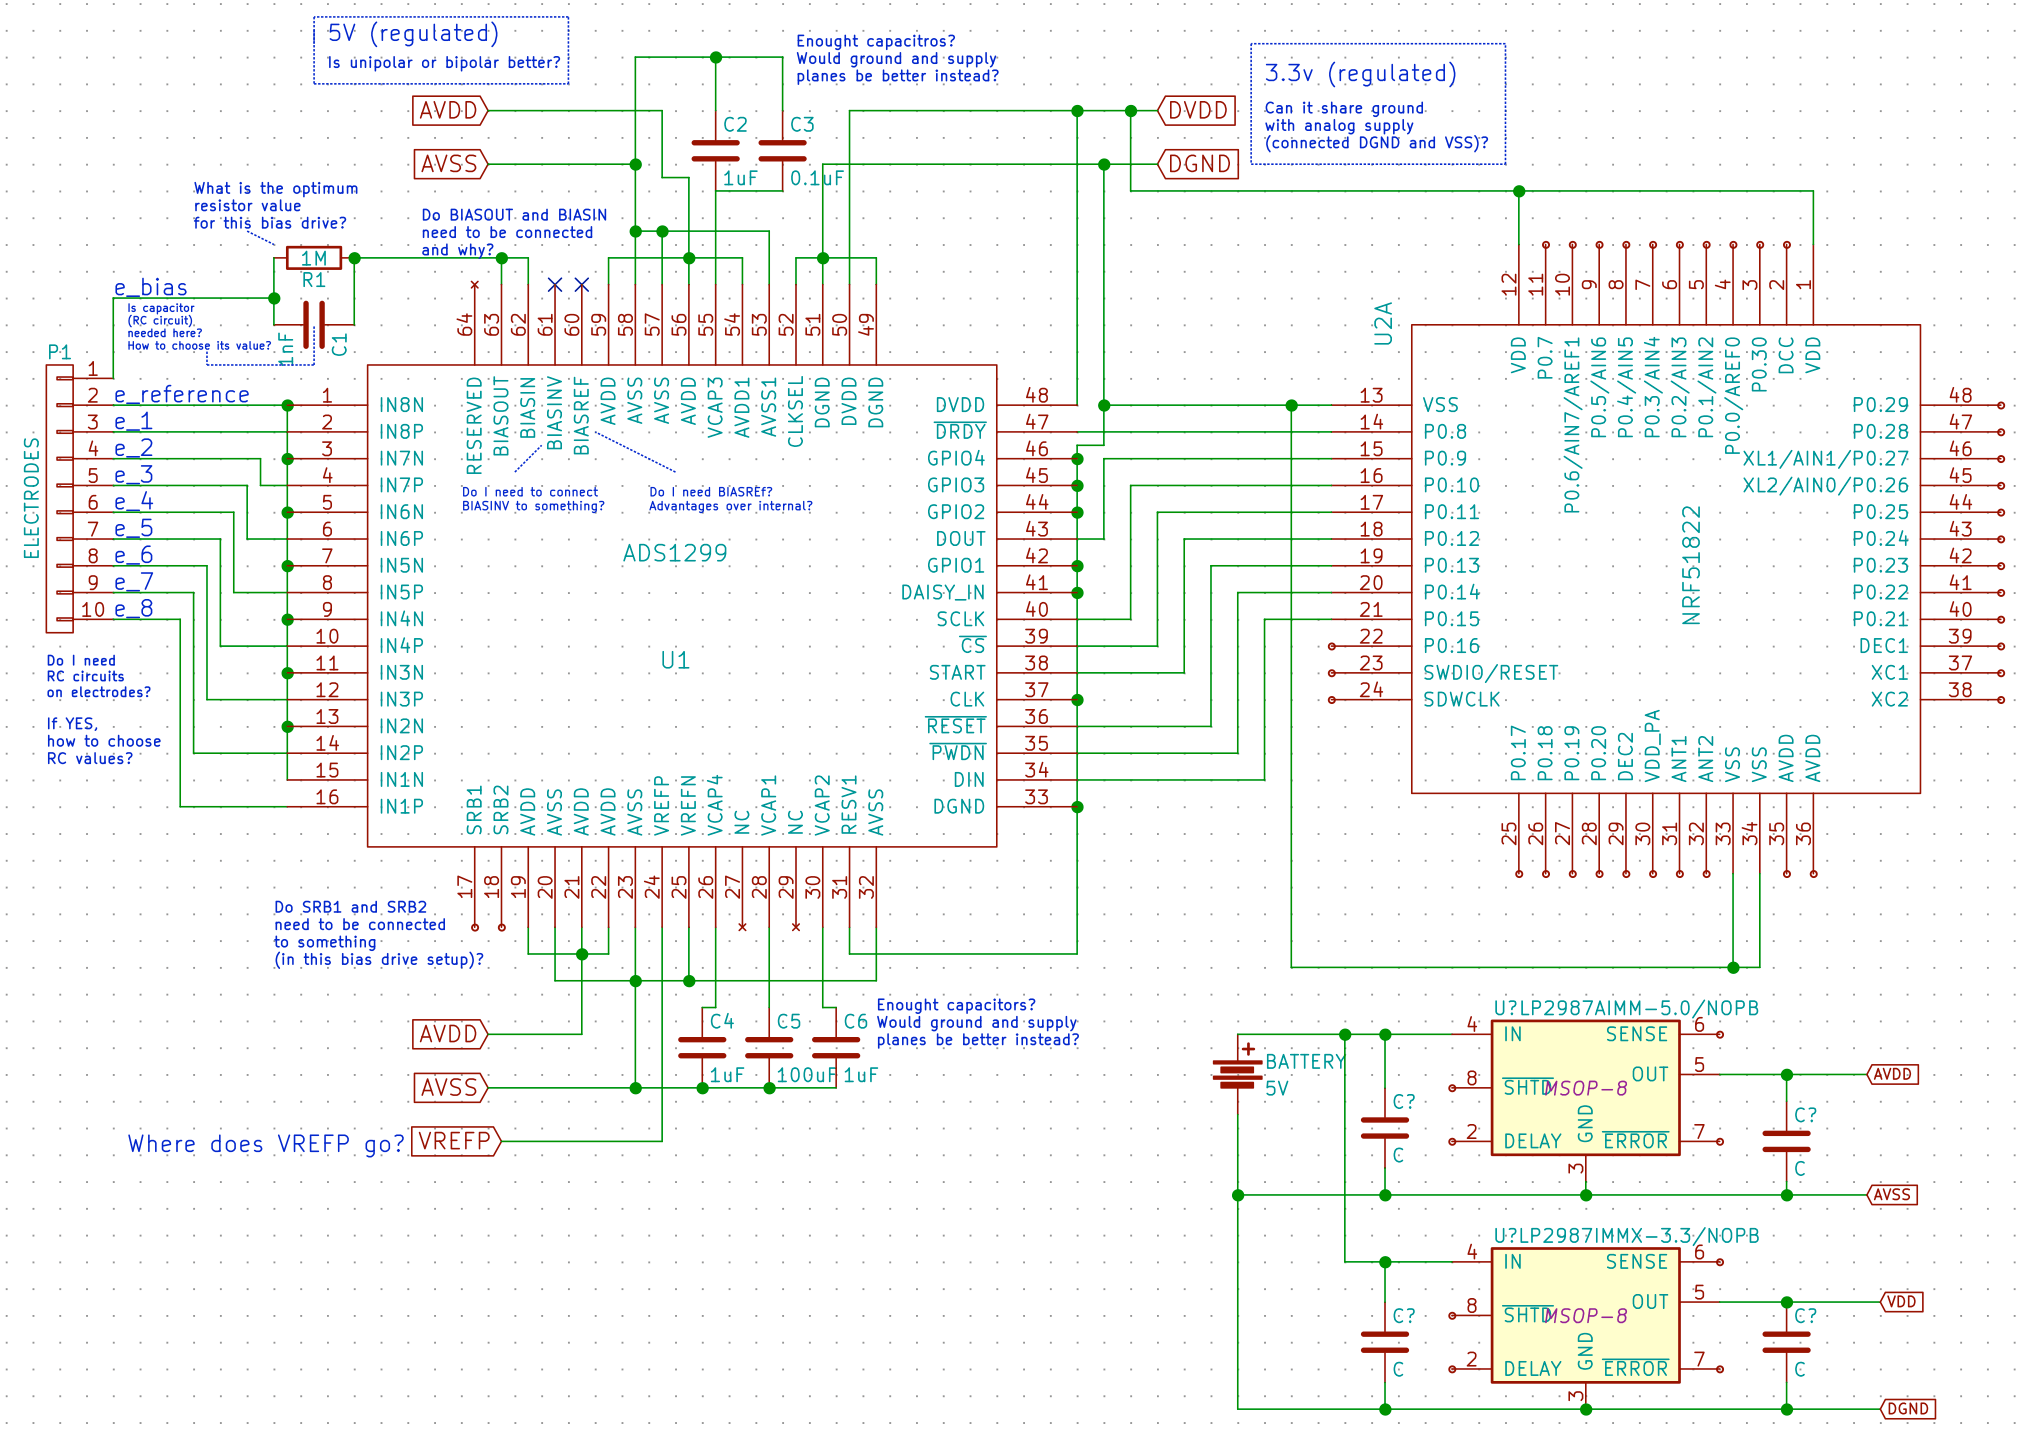 5V (regulated)
Is unipolar or bipolar better?
Enought capacitros?
Would ground and supply
planes be better instead?
3.3v (regulated)
Can it share ground
with analog supply
(connected DGND and VSS)?
AVDD
AVSS
C2
1uF
C3
0.1uF
DVDD
DGND
What is the optimum
resistor value
for this bias drive?
Do BIASOUT and BIASIN
need to be connected
and why?
1M
R1
e_bias
Is capacitor
(RC circuit)
needed here?
How to choose its value?
1nF
C1
P1
ELECTRODES
1
2
3
4
5
6
7
8
9
10
e_reference
e_1
e_2
e_3
e_4
e_5
e_6
e_7
e_8
Do I need
RC circuits
on electrodes?
If YES,
how to choose
RC values?
64 RESERVED
63 BIASOUT
62 BIASIN
61 BIASINV
60 BIASREF
59 AVDD
58 AVSS
57 AVSS
56 AVDD
55 VCAP3
54 AVDD1
53 AVSS1
52 CLKSEL
51 DGND
50 DVDD
49 DGND
1 IN8N
2 IN8P
3 IN7N
4 IN7P
5 IN6N
6 IN6P
7 IN5N
8 IN5P
9 IN4N
10 IN4P
11 IN3N
12 IN3P
13 IN2N
14 IN2P
15 IN1N
16 IN1P
Do I need to connect
BIASINV to something?
Do I need BIASREf?
Advantages over internal?
ADS1299
U1
DVDD 48
DRDY 47
GPIO4 46
GPIO3 45
GPIO2 44
DOUT 43
GPIO1 42
DAISY_IN 41
SCLK 40
CS 39
START 38
CLK 37
RESET 36
PWDN 35
DIN 34
DGND 33
SRB1 17
SRB2 18
AVDD 19
AVSS 20
AVDD 21
AVDD 22
AVSS 23
VREFP 24
VREFN 25
VCAP4 26
NC 27
VCAP1 28
NC 29
VCAP2 30
RESV1 31
AVSS 32
Do SRB1 and SRB2
need to be connected
to something
(in this bias drive setup)?
AVDD
AVSS
VREFP
Where does VREFP go?
C4
1uF
C5
100uF
C6
1uF
Enought capacitors?
Would ground and supply
planes be better instead?
U2A
NRF51822
12 VDD
11 P0.7
10 P0.6/AIN7/AREF1
9 P0.5/AIN6
8 P0.4/AIN5
7 P0.3/AIN4
6 P0.2/AIN3
5 P0.1/AIN2
4 P0.0/AREF0
3 P0.30
2 DCC
1 VDD
13 VSS
14 P0.8
15 P0.9
16 P0.10
17 P0.11
18 P0.12
19 P0.13
20 P0.14
21 P0.15
22 P0.16
23 SWDIO/RESET
24 SDWCLK
P0.29 48
P0.28 47
XL1/AIN1/P0.27 46
XL2/AIN0/P0.26 45
P0.25 44
P0.24 43
P0.23 42
P0.22 41
P0.21 40
DEC1 39
XC1 37
XC2 38
P0.17 25
P0.18 26
P0.19 27
P0.20 28
DEC2 29
VDD_PA 30
ANT1 31
ANT2 32
VSS 33
VSS 34
AVDD 35
AVDD 36
BATTERY
5V
+
C?
C
U?LP2987AIMM-5.0/NOPB
4 IN
8 SHTD
2 DELAY
MSOP-8
GND 3
SENSE 6
OUT 5
ERROR 7
C?
C
AVDD
AVSS
C?
C
U?LP2987IMMX-3.3/NOPB
4 IN
8 SHTD
2 DELAY
MSOP-8
GND 3
SENSE 6
OUT 5
ERROR 7
C?
C
VDD
DGND